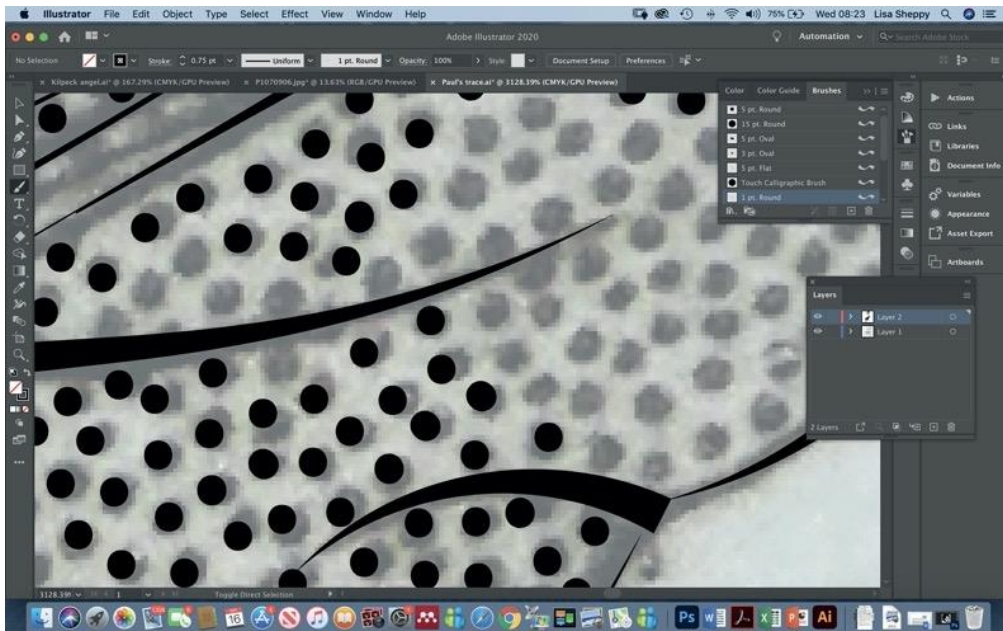 Illustrator File Edit Object Type Select Effect View Window Help 75% Wed 08:23 Lisa Sheppy
Adobe Illustrator 2020 Automation Search Adobe Stock
No Selection Stroke: 0.75 pt Uniform 1 pt. Round Opacity: 100% Style: Document Setup Preferences
× Kilpeck angel.ai* @ 167.29% (CMYK/GPU Preview) × P1070906.jpg* @ 13.63% (RGB/GPU Preview) × Paul's trace.ai* @ 3128.39% (CMYK/GPU Preview)
Color Color Guide Brushes
5 pt. Round
15 pt. Round
5 pt. Oval
3 pt. Oval
5 pt. Flat
Touch Calligraphic Brush
1 pt. Round
Actions
Links
Libraries
Document Info
Variables
Appearance
Asset Export
Artboards
Layers
Layer 2
Layer 1
2 Layers
3128.39% 1 Toggle Direct Selection
16 Ps W X P Ai